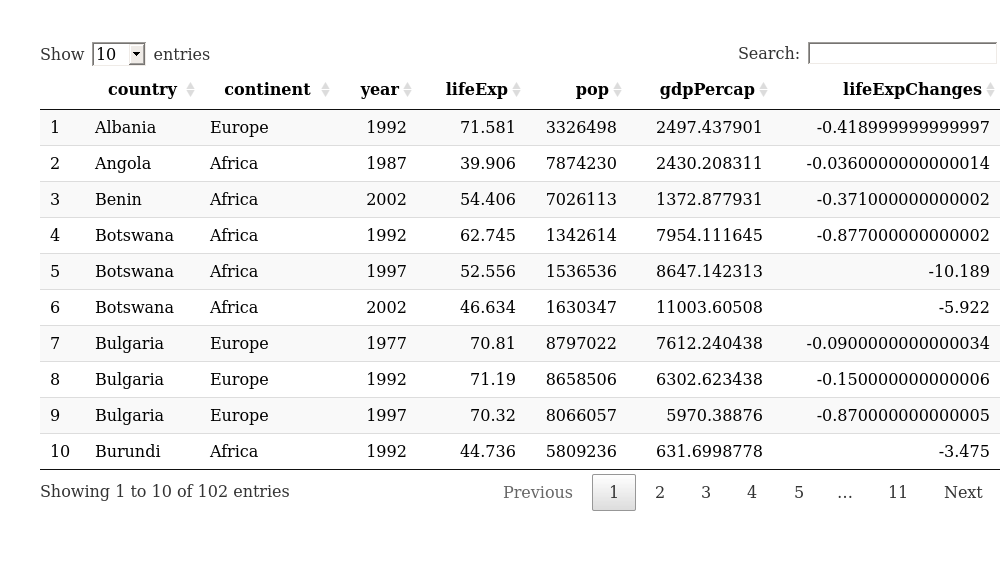 Show 10 entries Search:
country continent year lifeExp pop gdpPercap lifeExpChanges
1 Albania Europe 1992 71.581 3326498 2497.437901 -0.418999999999997
2 Angola Africa 1987 39.906 7874230 2430.208311 -0.0360000000000014
3 Benin Africa 2002 54.406 7026113 1372.877931 -0.371000000000002
4 Botswana Africa 1992 62.745 1342614 7954.111645 -0.877000000000002
5 Botswana Africa 1997 52.556 1536536 8647.142313 -10.189
6 Botswana Africa 2002 46.634 1630347 11003.60508 -5.922
7 Bulgaria Europe 1977 70.81 8797022 7612.240438 -0.0900000000000034
8 Bulgaria Europe 1992 71.19 8658506 6302.623438 -0.150000000000006
9 Bulgaria Europe 1997 70.32 8066057 5970.38876 -0.870000000000005
10 Burundi Africa 1992 44.736 5809236 631.6998778 -3.475
Showing 1 to 10 of 102 entries Previous 1 2 3 4 5 … 11 Next